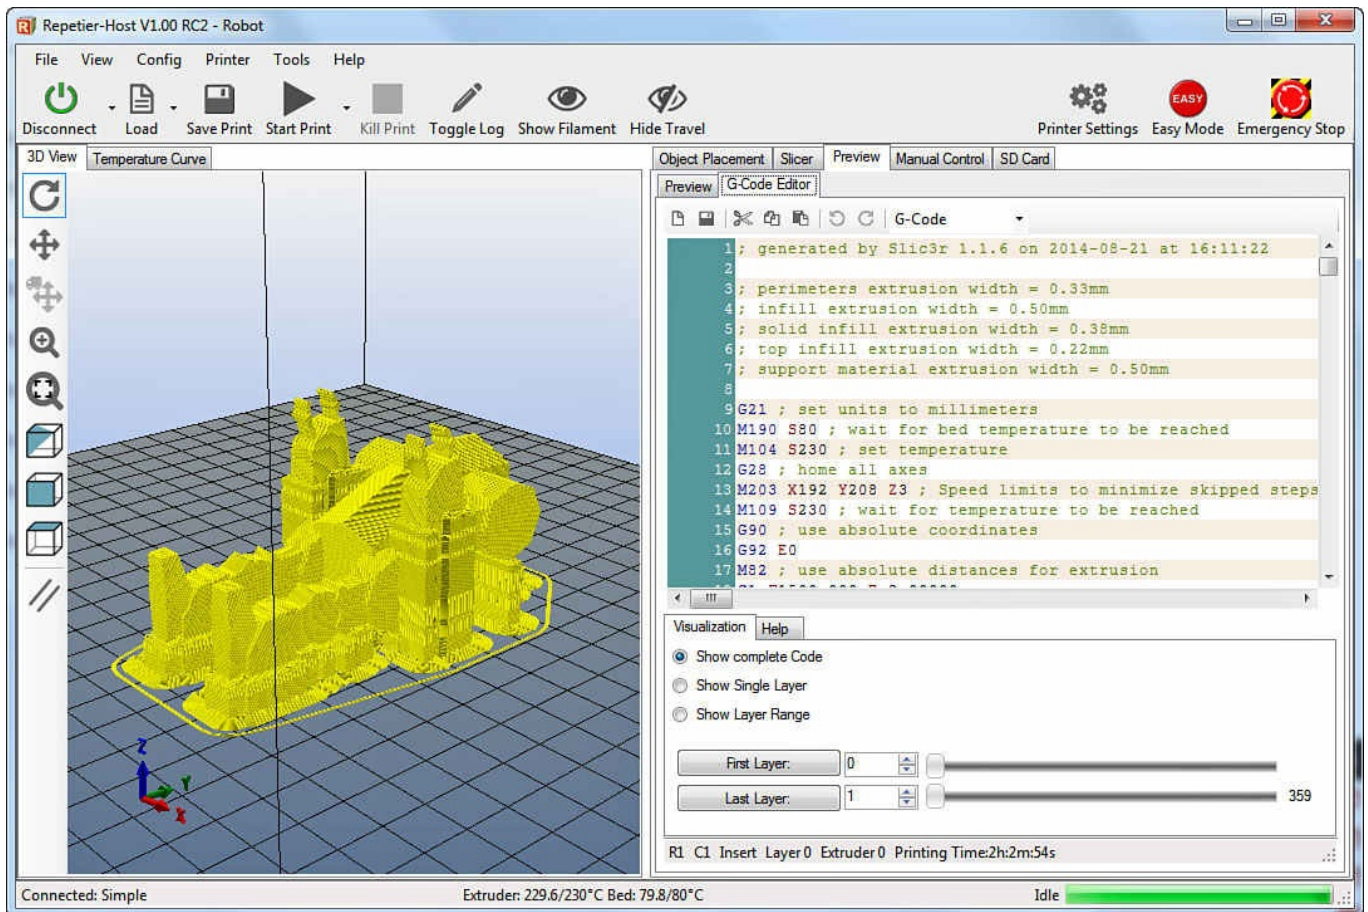 Repetier-Host V1.00 RC2 - Robot
File View Config Printer Tools Help
Disconnect Load Save Print Start Print Kill Print Toggle Log Show Filament Hide Travel Printer Settings EASY Easy Mode Emergency Stop
3D View Temperature Curve
Z
Y
X
Object Placement Slicer Preview Manual Control SD Card
Preview G-Code Editor
G-Code
1 ; generated by Slic3r 1.1.6 on 2014-08-21 at 16:11:22
2
3 ; perimeters extrusion width = 0.33mm
4 ; infill extrusion width = 0.50mm
5 ; solid infill extrusion width = 0.38mm
6 ; top infill extrusion width = 0.22mm
7 ; support material extrusion width = 0.50mm
8
9 G21 ; set units to millimeters
10 M190 S80 ; wait for bed temperature to be reached
11 M104 S230 ; set temperature
12 G28 ; home all axes
13 M203 X192 Y208 Z3 ; Speed limits to minimize skipped steps
14 M109 S230 ; wait for temperature to be reached
15 G90 ; use absolute coordinates
16 G92 E0
17 M82 ; use absolute distances for extrusion
Visualization Help
Show complete Code
Show Single Layer
Show Layer Range
First Layer: 0
Last Layer: 1 359
R1 C1 Insert Layer 0 Extruder 0 Printing Time:2h:2m:54s
Connected: Simple Extruder: 229.6/230°C Bed: 79.8/80°C Idle